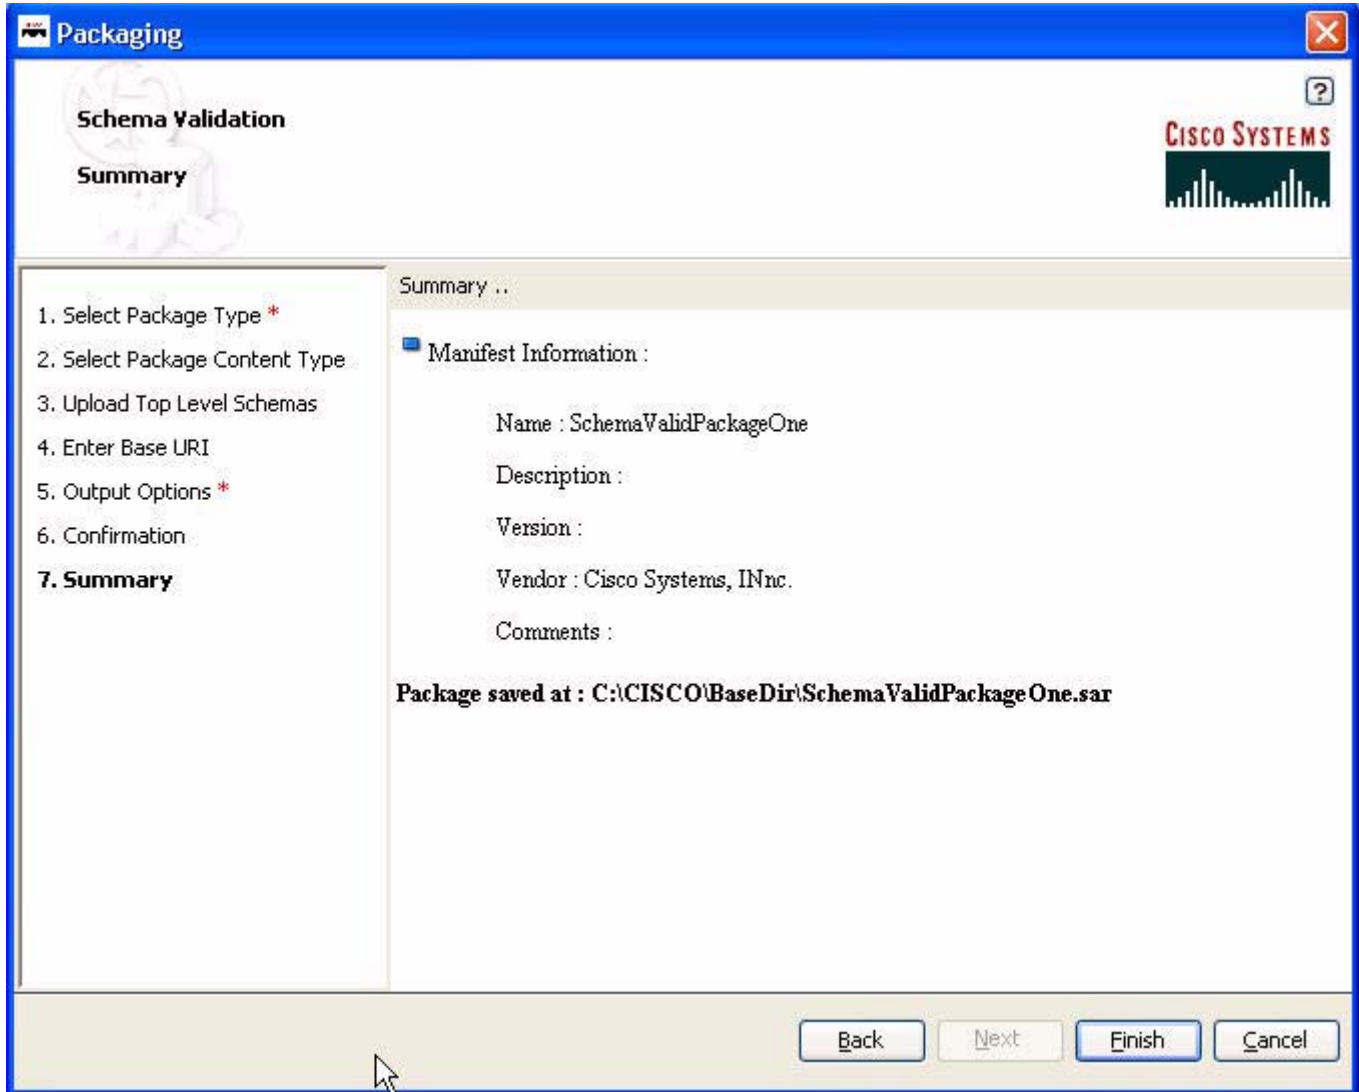 Packaging
Schema Validation
Summary
?
CISCO SYSTEMS
1. Select Package Type *
2. Select Package Content Type
3. Upload Top Level Schemas
4. Enter Base URI
5. Output Options *
6. Confirmation
7. Summary
Summary ..
Manifest Information :
Name : SchemaValidPackageOne
Description :
Version :
Vendor : Cisco Systems, INnc.
Comments :
Package saved at : C:\CISCO\BaseDir\SchemaValidPackageOne.sar
Back
Next
Finish
Cancel